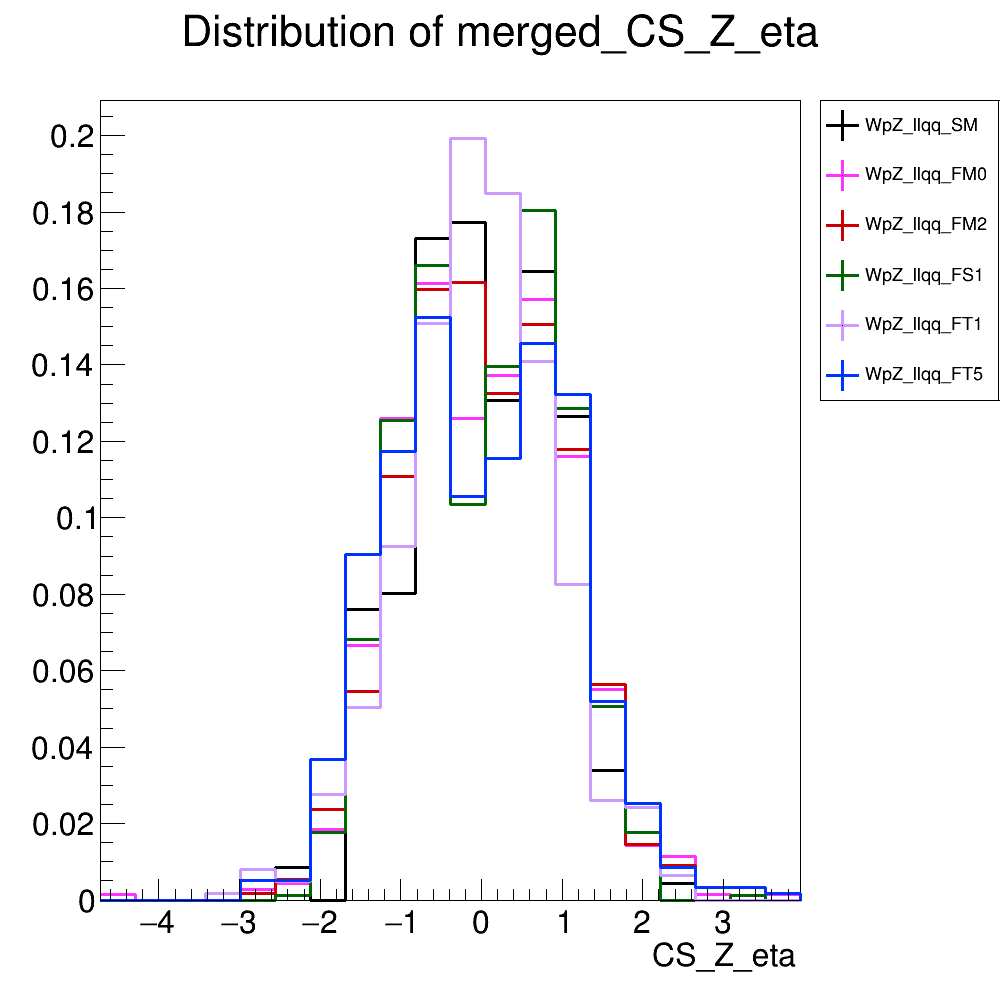 Distribution of merged_CS_Z_eta
WpZ_llqq_SM
WpZ_llqq_FM0
WpZ_llqq_FM2
WpZ_llqq_FS1
WpZ_llqq_FT1
WpZ_llqq_FT5
0.2
0.18
0.16
0.14
0.12
0.1
0.08
0.06
0.04
0.02
0
−4 −3 −2 −1 0 1 2 3
CS_Z_eta